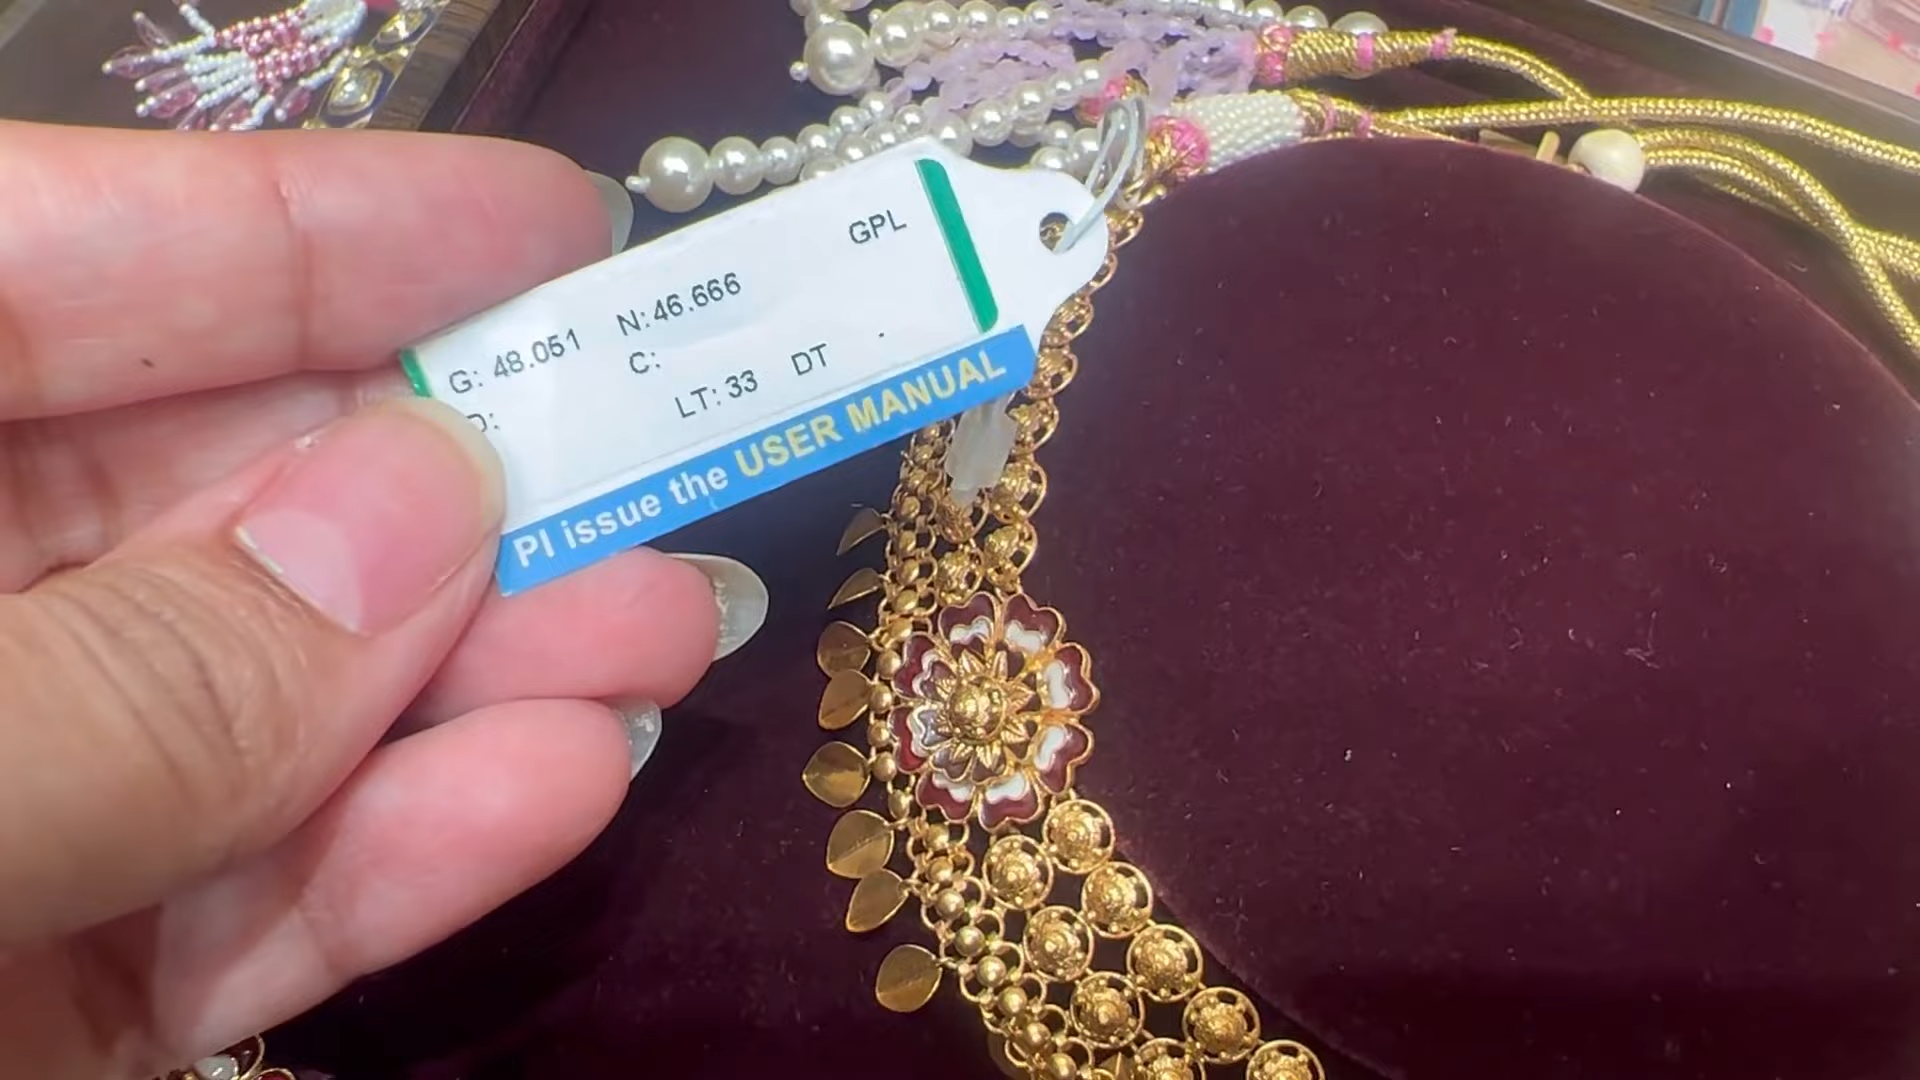 GPL
G: 48.051 N: 46.666
D: C:
LT: 33 DT -
Pl issue the USER MANUAL